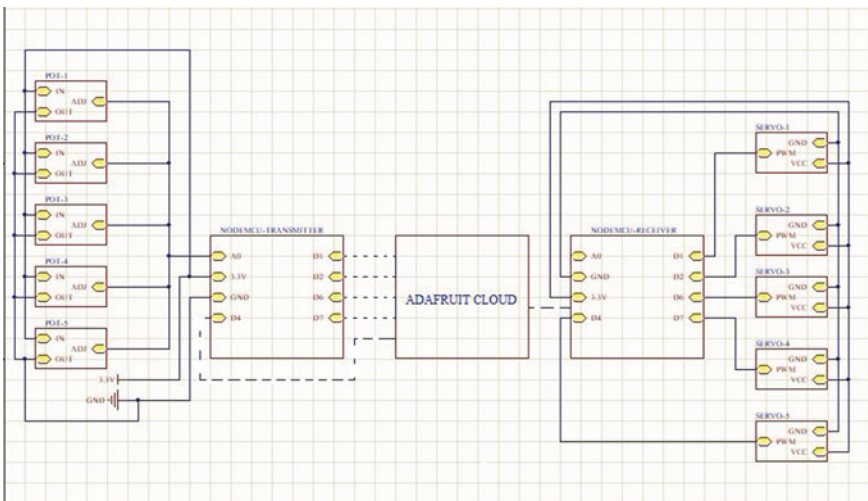 POT-1
IN
ADJ
OUT
POT-2
IN
ADJ
OUT
POT-3
IN
ADJ
OUT
POT-4
IN
ADJ
OUT
POT-5
IN
ADJ
OUT
3.3V
GND
NODEMCU-TRANSMITTER
A0 D1
3.3V D2
GND D6
D4 D7
ADAFRUIT CLOUD
NODEMCU-RECEIVER
A0 D1
GND D2
3.3V D6
D4 D7
SERVO-1
GND
PWM
VCC
SERVO-2
GND
PWM
VCC
SERVO-3
GND
PWM
VCC
SERVO-4
GND
PWM
VCC
SERVO-5
GND
PWM
VCC